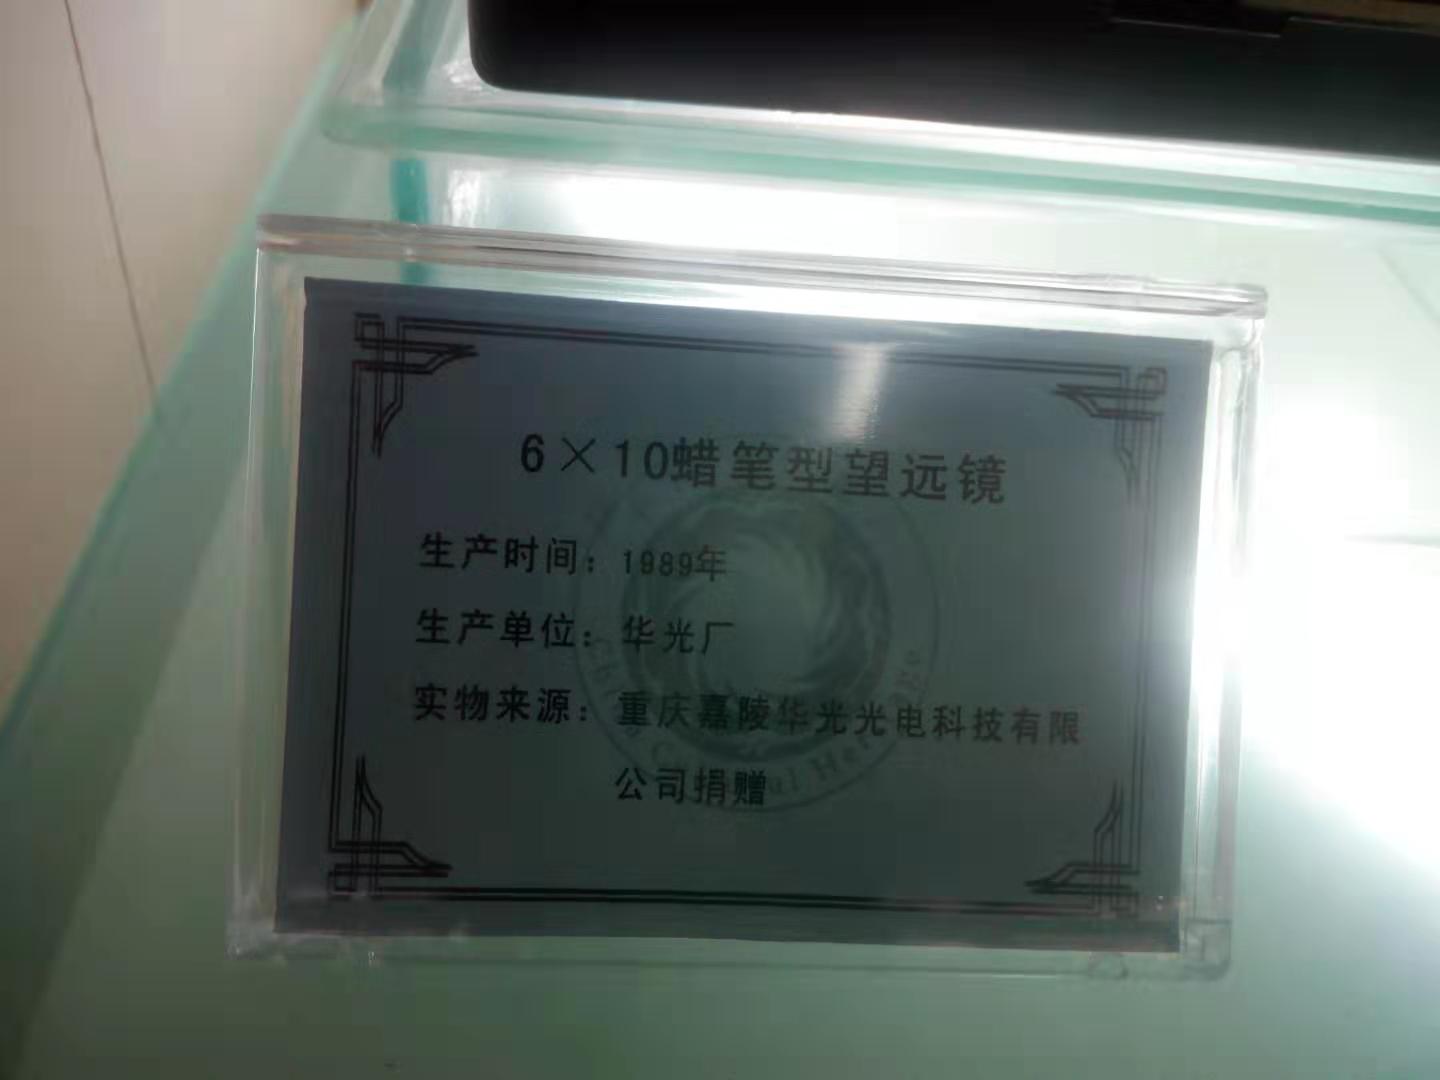 6×10蜡笔型望远镜
生产时间：1989年
生产单位：华光厂
实物来源：重庆嘉陵华光光电科技有限
公司捐赠